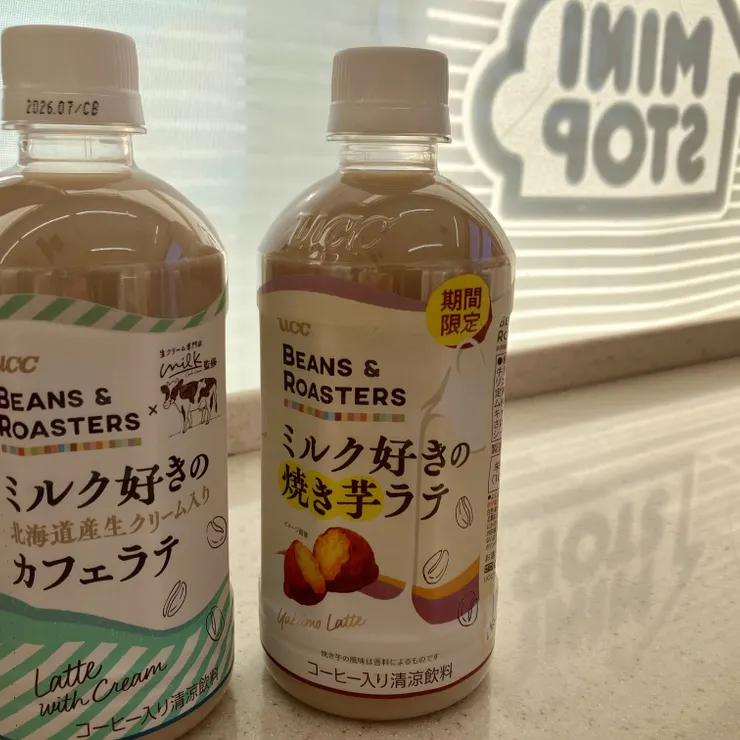 2026.07/CB
UCC
BEANS &
ROASTERS
×
生クリーム専門店
milk
監修
ミルク好きの
北海道産生クリーム入り
カフェラテ
Latte
with Cream
コーヒー入り清涼飲料
UCC
期間
限定
UCC
BEANS &
ROASTERS
ミルク好きの
焼き芋ラテ
Yakiimo Latte
焼き芋の風味は香料によるものです
コーヒー入り清涼飲料
MINI
STOP